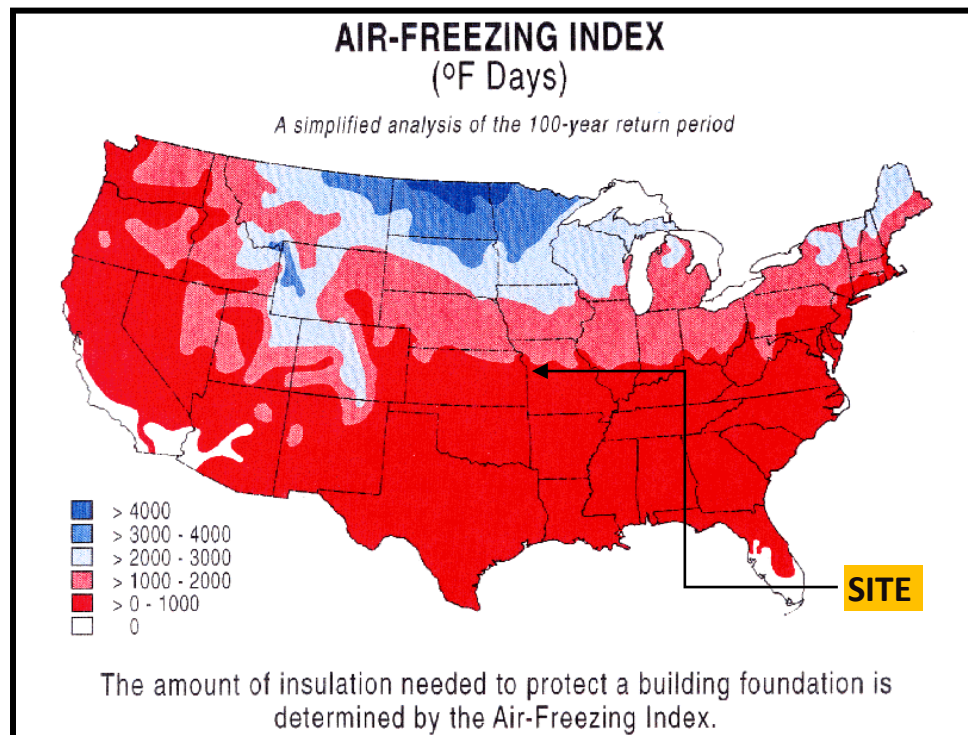 AIR-FREEZING INDEX
(ºF Days)
A simplified analysis of the 100-year return period
> 4000
> 3000 - 4000
> 2000 - 3000
> 1000 - 2000
> 0 - 1000
0
SITE
The amount of insulation needed to protect a building foundation is
determined by the Air-Freezing Index.